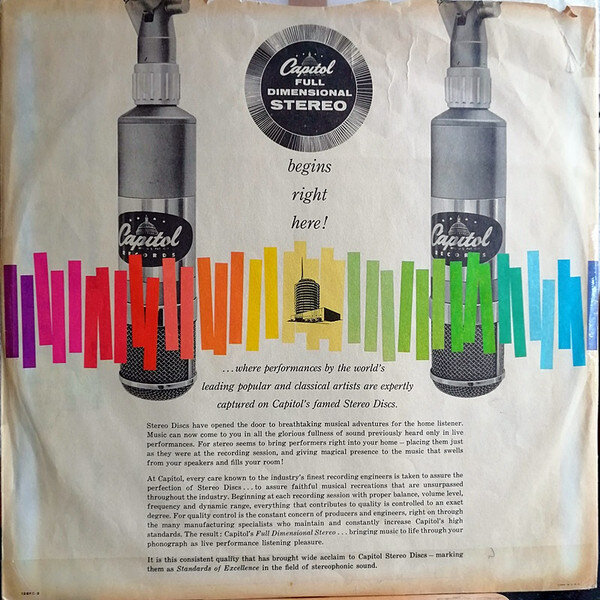 Capitol
FULL
DIMENSIONAL
STEREO
begins
right
here!
Capitol
RECORDS
Capitol
RECORDS
...where performances by the world's
leading popular and classical artists are expertly
captured on Capitol's famed Stereo Discs.
Stereo Discs have opened the door to breathtaking musical adventures for the home listener.
Music can now come to you in all the glorious fullness of sound previously heard only in live
performances. For stereo seems to bring performers right into your home – placing them just
as they were at the recording session, and giving magical presence to the music that swells
from your speakers and fills your room!
At Capitol, every care known to the industry's finest recording engineers is taken to assure the
perfection of Stereo Discs...to assure faithful musical recreations that are unsurpassed
throughout the industry. Beginning at each recording session with proper balance, volume level,
frequency and dynamic range, everything that contributes to quality is controlled to an exact
degree. For quality control is the constant concern of producers and engineers, right on through
the many manufacturing specialists who maintain and constantly increase Capitol's high
standards. The result: Capitol's Full Dimensional Stereo...bringing music to life through your
phonograph as live performance listening pleasure.
It is this consistent quality that has brought wide acclaim to Capitol Stereo Discs – marking
them as Standards of Excellence in the field of stereophonic sound.